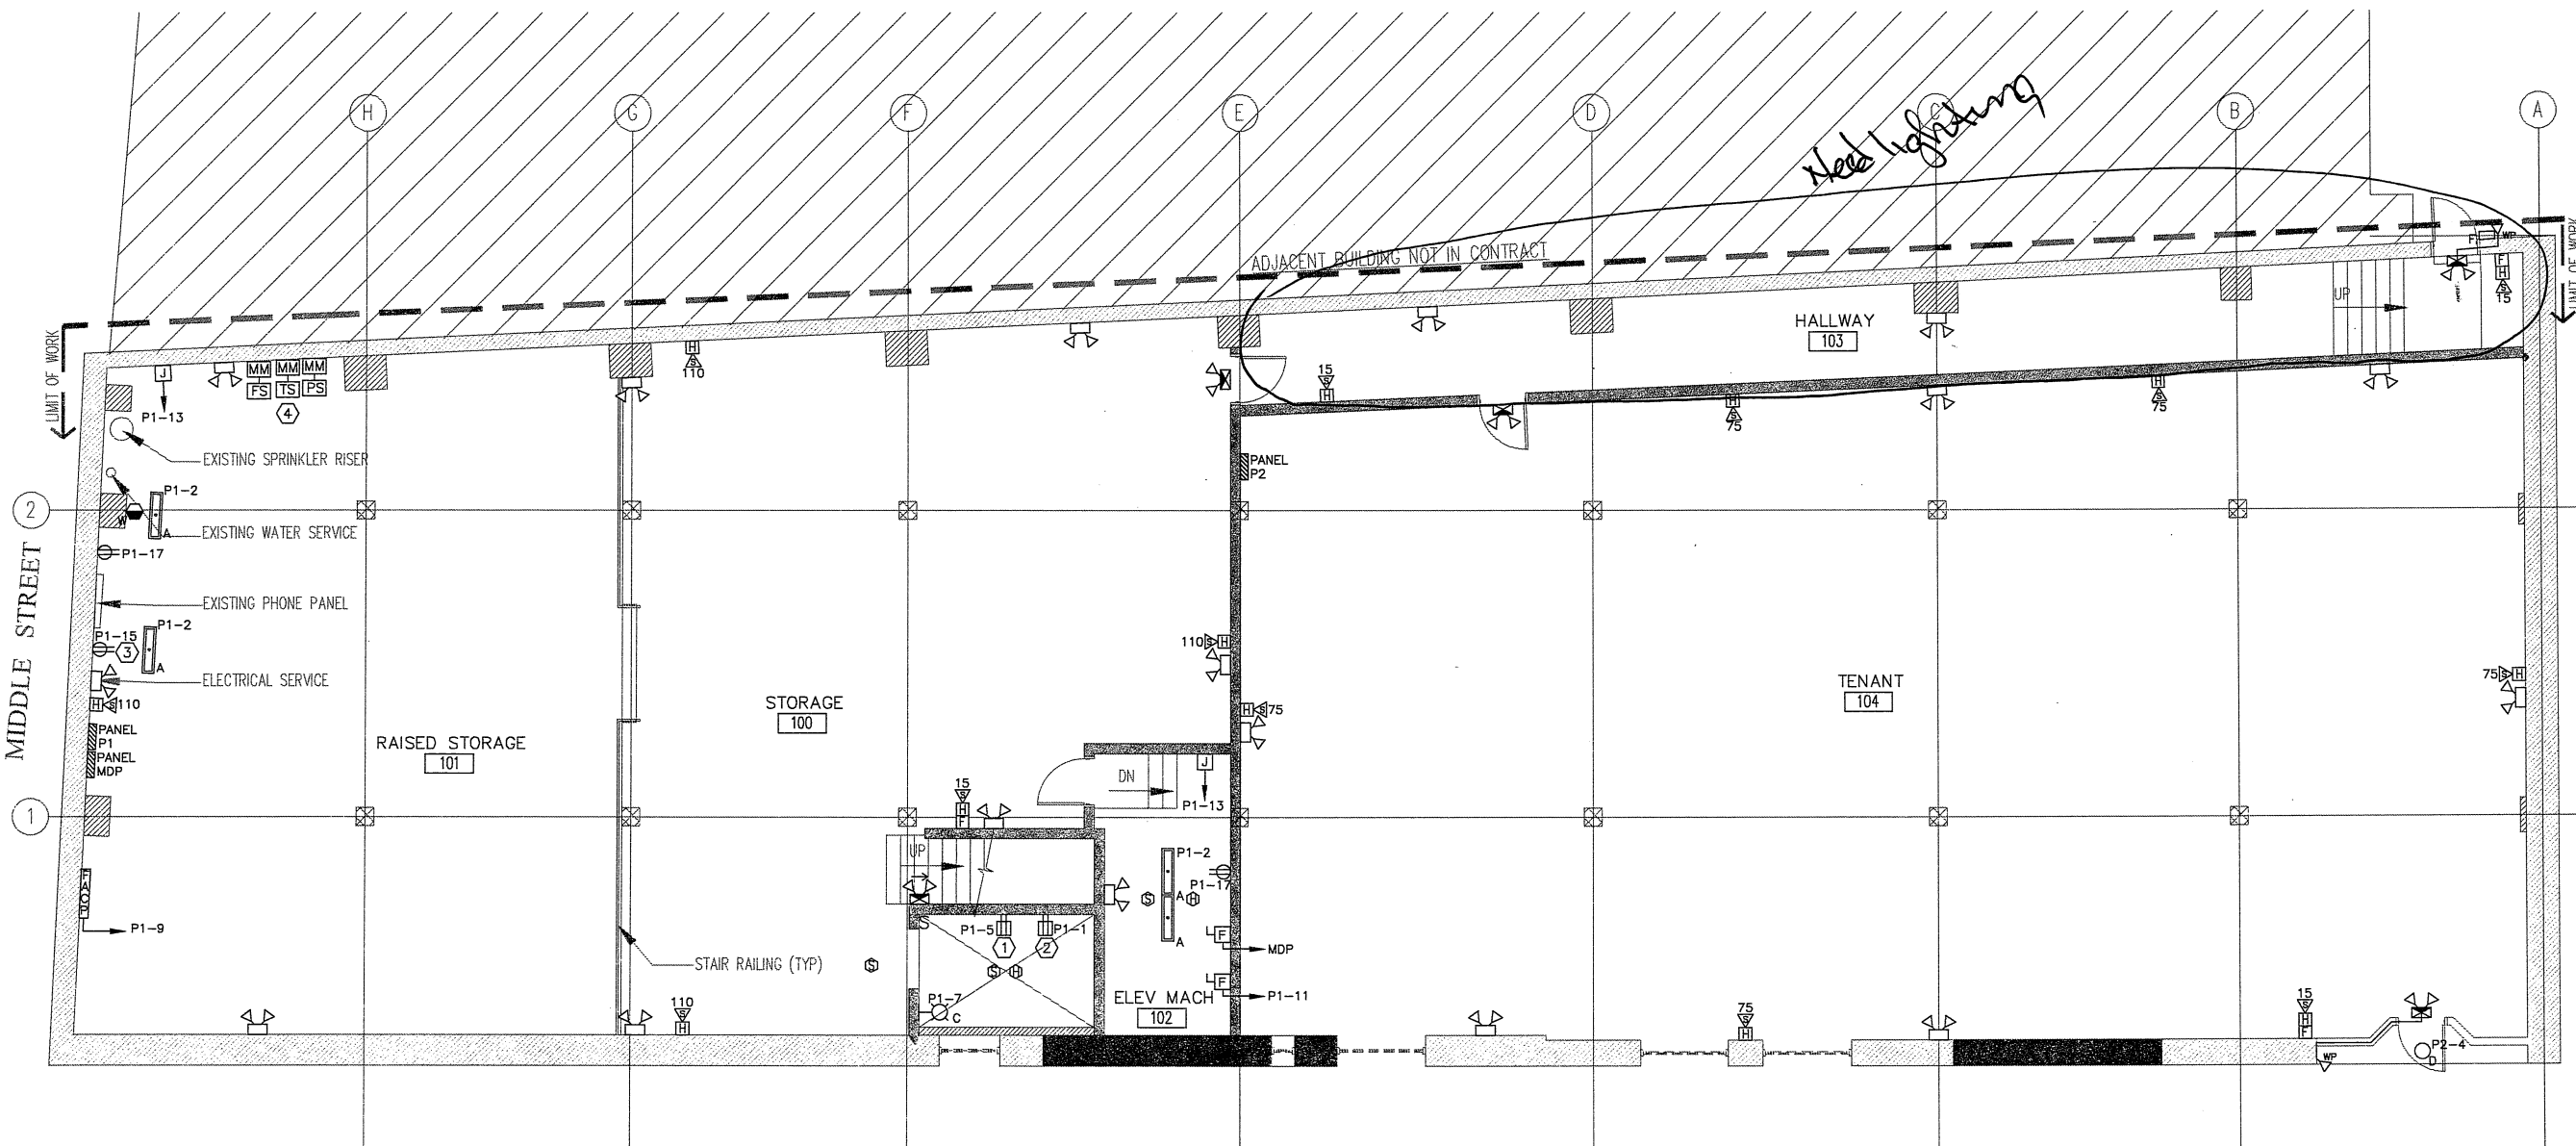 H
G
F
E
D
C
B
A
Need lighting
ADJACENT BUILDING NOT IN CONTRACT
LIMIT OF WORK
LIMIT OF WORK
F
WP
F
H
S
15
UP
HALLWAY
103
MM MM MM
FS TS PS
4
J
P1-13
H
S
110
15
S
H
H
S
75
H
S
75
EXISTING SPRINKLER RISER
PANEL
P2
P1-2
2
W
A
EXISTING WATER SERVICE
P1-17
EXISTING PHONE PANEL
MIDDLE STREET
P1-2
P1-15
3
A
ELECTRICAL SERVICE
H S 110
110 S H
75 S H
H S 75
TENANT
104
STORAGE
100
PANEL
P1
PANEL
MDP
RAISED STORAGE
101
DN
J
P1-13
1
15
S
H
F
UP
P1-2
P1-17
A
S
H
FACP
P1-9
S
P1-5
P1-1
1
2
A
F
MDP
STAIR RAILING (TYP)
S
S H
F
P1-11
P1-7
C
ELEV MACH
102
110
S
H
75
S
H
15
S
H
F
P2-4
D
WP